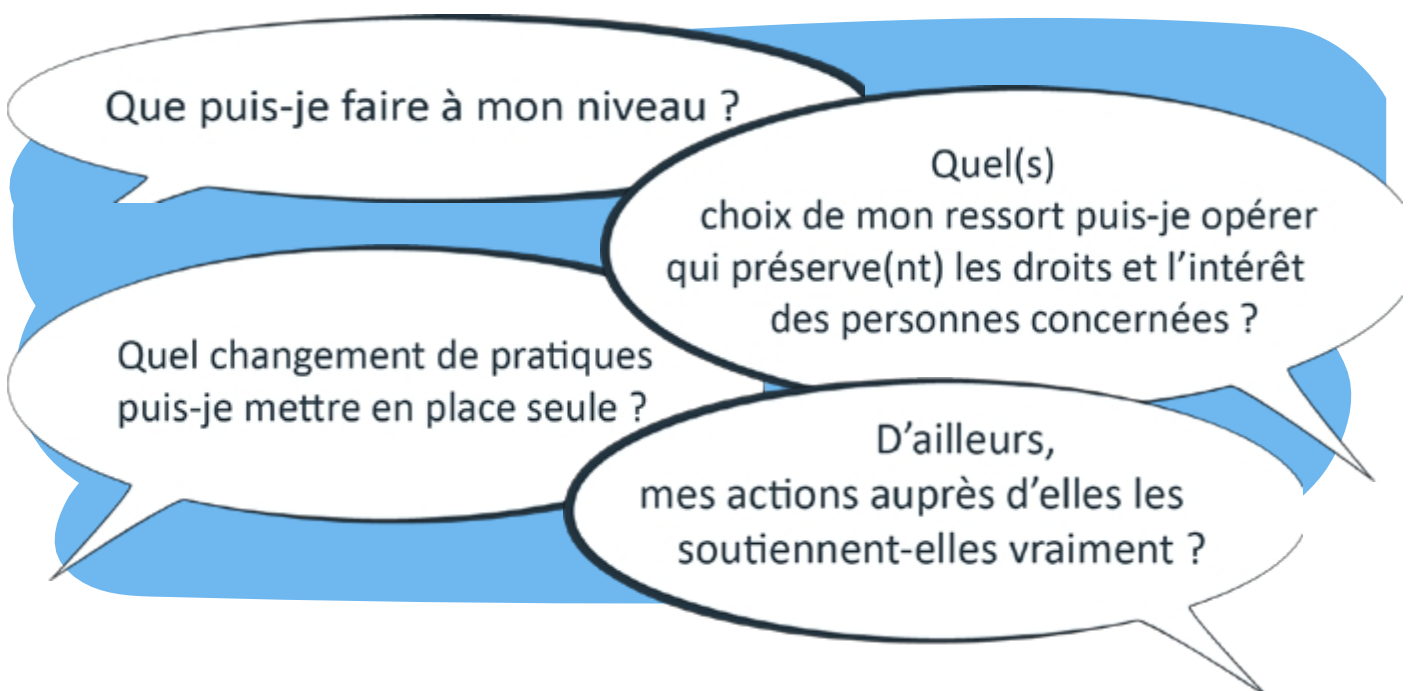 Que puis-je faire à mon niveau ?
Quel(s)
choix de mon ressort puis-je opérer
qui préserve(nt) les droits et l’intérêt
des personnes concernées ?
Quel changement de pratiques
puis-je mettre en place seule ?
D’ailleurs,
mes actions auprès d’elles les
soutiennent-elles vraiment ?